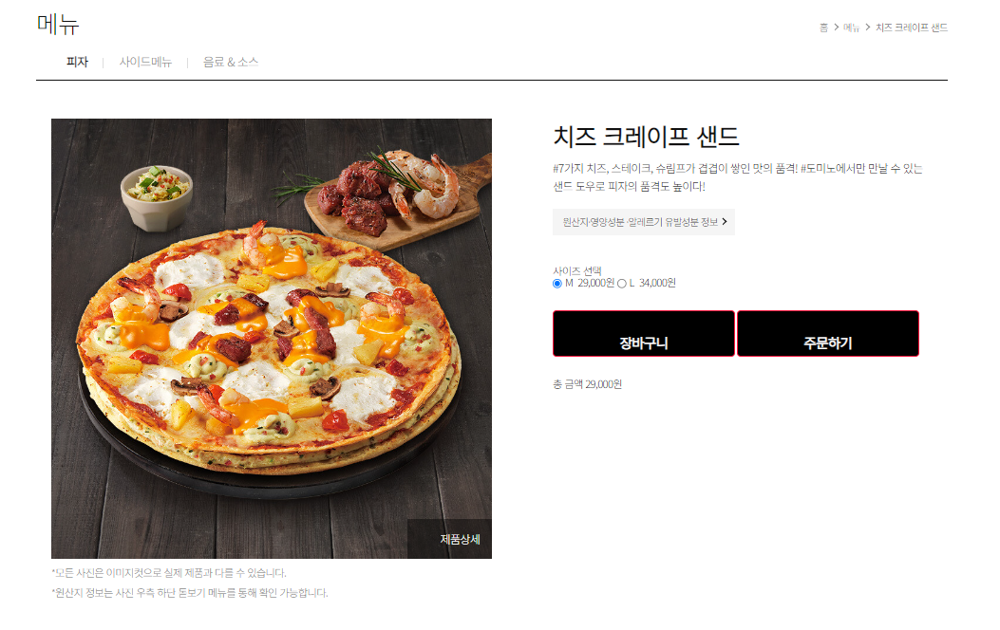 메뉴
홈 > 메뉴 > 치즈 크레이프 샌드
피자 | 사이드메뉴 | 음료 & 소스
치즈 크레이프 샌드
#7가지 치즈, 스테이크, 슈림프가 겹겹이 쌓인 맛의 품격! #도미노에서만 만날 수 있는
샌드 도우로 피자의 품격도 높이다!
원산지·영양성분·알레르기 유발성분 정보 >
사이즈 선택
M 29,000원 L 34,000원
장바구니 주문하기
총 금액 29,000원
제품상세
*모든 사진은 이미지컷으로 실제 제품과 다를 수 있습니다.
*원산지 정보는 사진 우측 하단 돋보기 메뉴를 통해 확인 가능합니다.